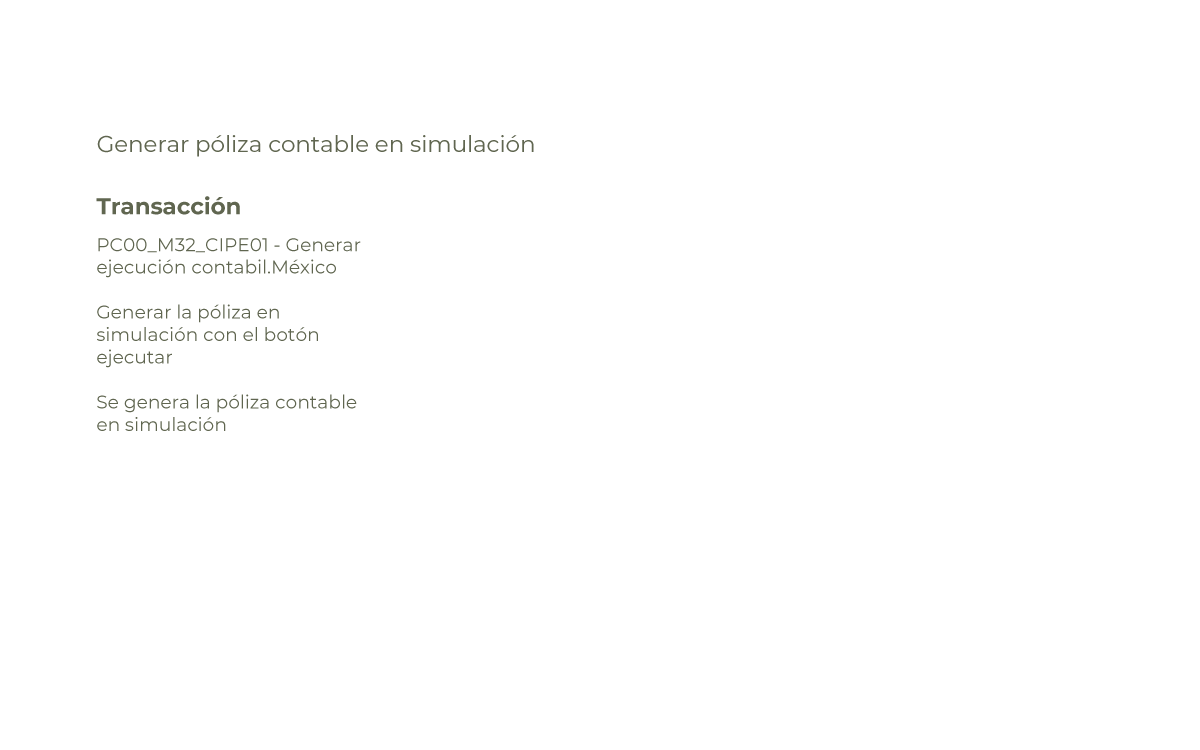 Generar póliza contable en simulación
Transacción
PC00_M32_CIPE01 - Generar
ejecución contabil.México
Generar la póliza en
simulación con el botón
ejecutar
Se genera la póliza contable
en simulación